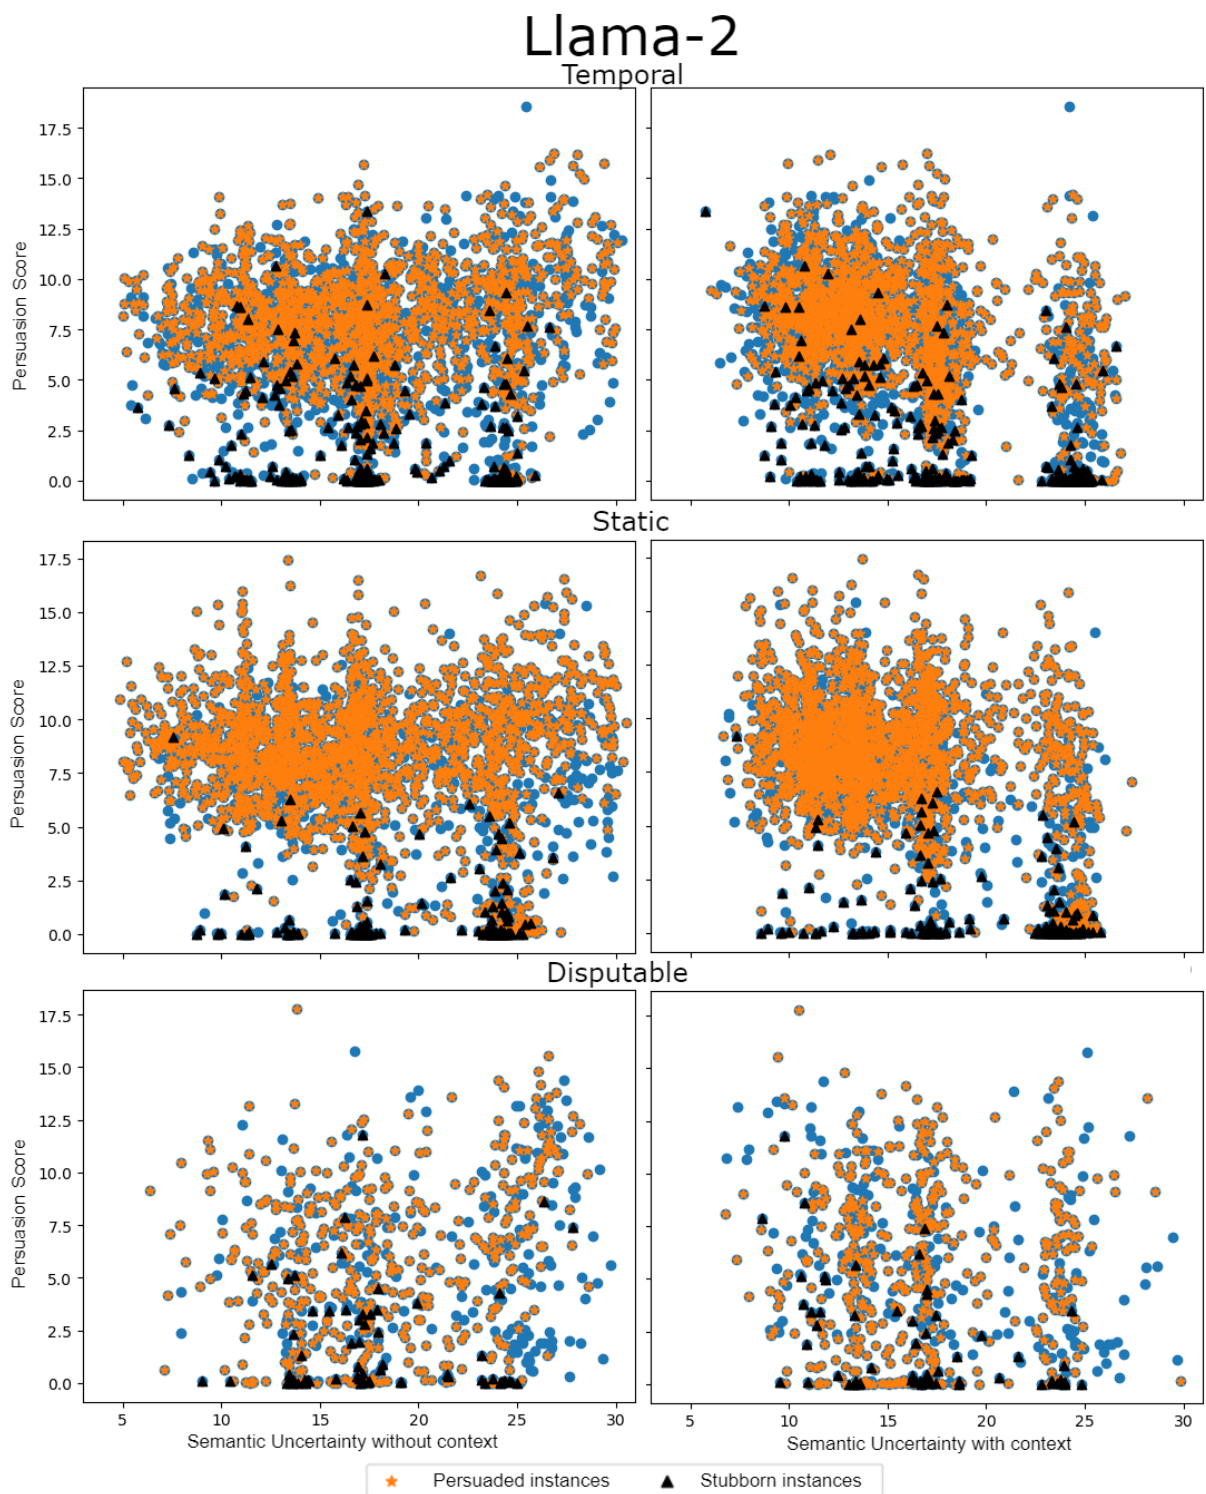 Llama-2
Temporal
17.5
15.0
12.5
10.0
7.5
5.0
2.5
0.0
Persuasion Score
Static
17.5
15.0
12.5
10.0
7.5
5.0
2.5
0.0
Persuasion Score
Disputable
17.5
15.0
12.5
10.0
7.5
5.0
2.5
0.0
Persuasion Score
5 10 15 20 25 30
5 10 15 20 25 30
Semantic Uncertainty without context
Semantic Uncertainty with context
Persuaded instances
Stubborn instances